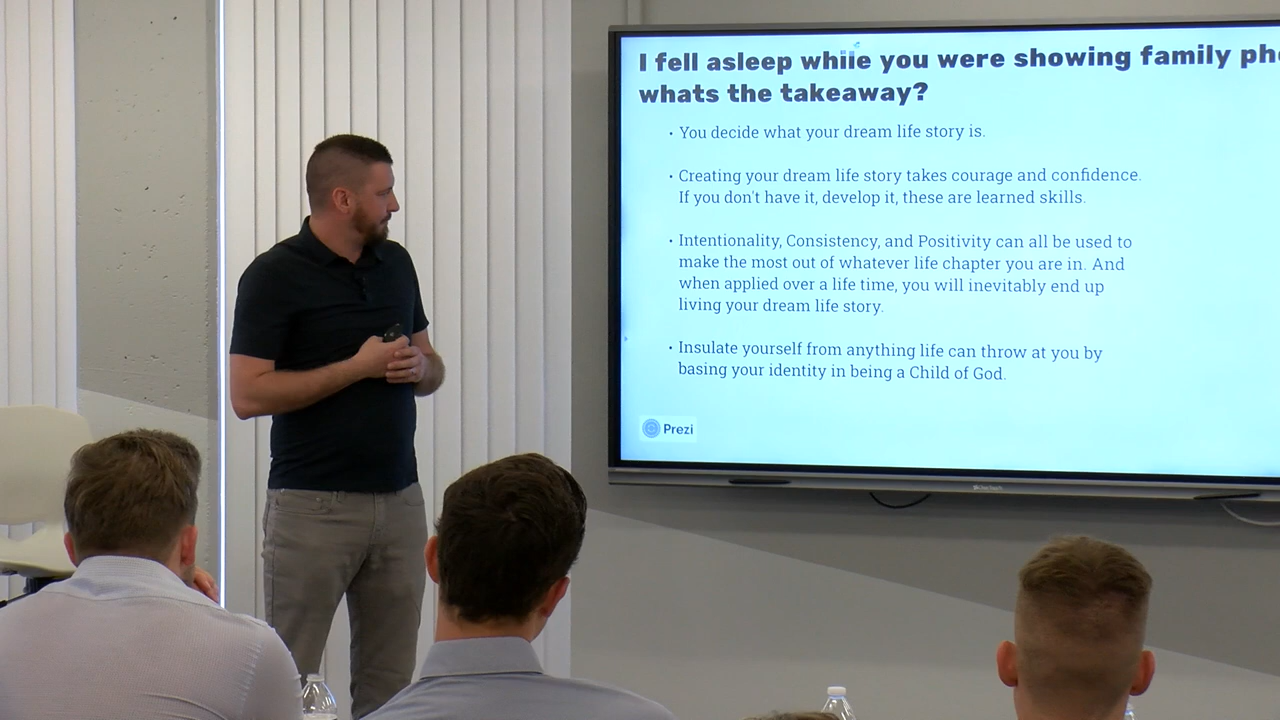 I fell asleep while you were showing family pho
whats the takeaway?
• You decide what your dream life story is.
• Creating your dream life story takes courage and confidence.
If you don't have it, develop it, these are learned skills.
• Intentionality, Consistency, and Positivity can all be used to
make the most out of whatever life chapter you are in. And
when applied over a life time, you will inevitably end up
living your dream life story.
• Insulate yourself from anything life can throw at you by
basing your identity in being a Child of God.
Prezi